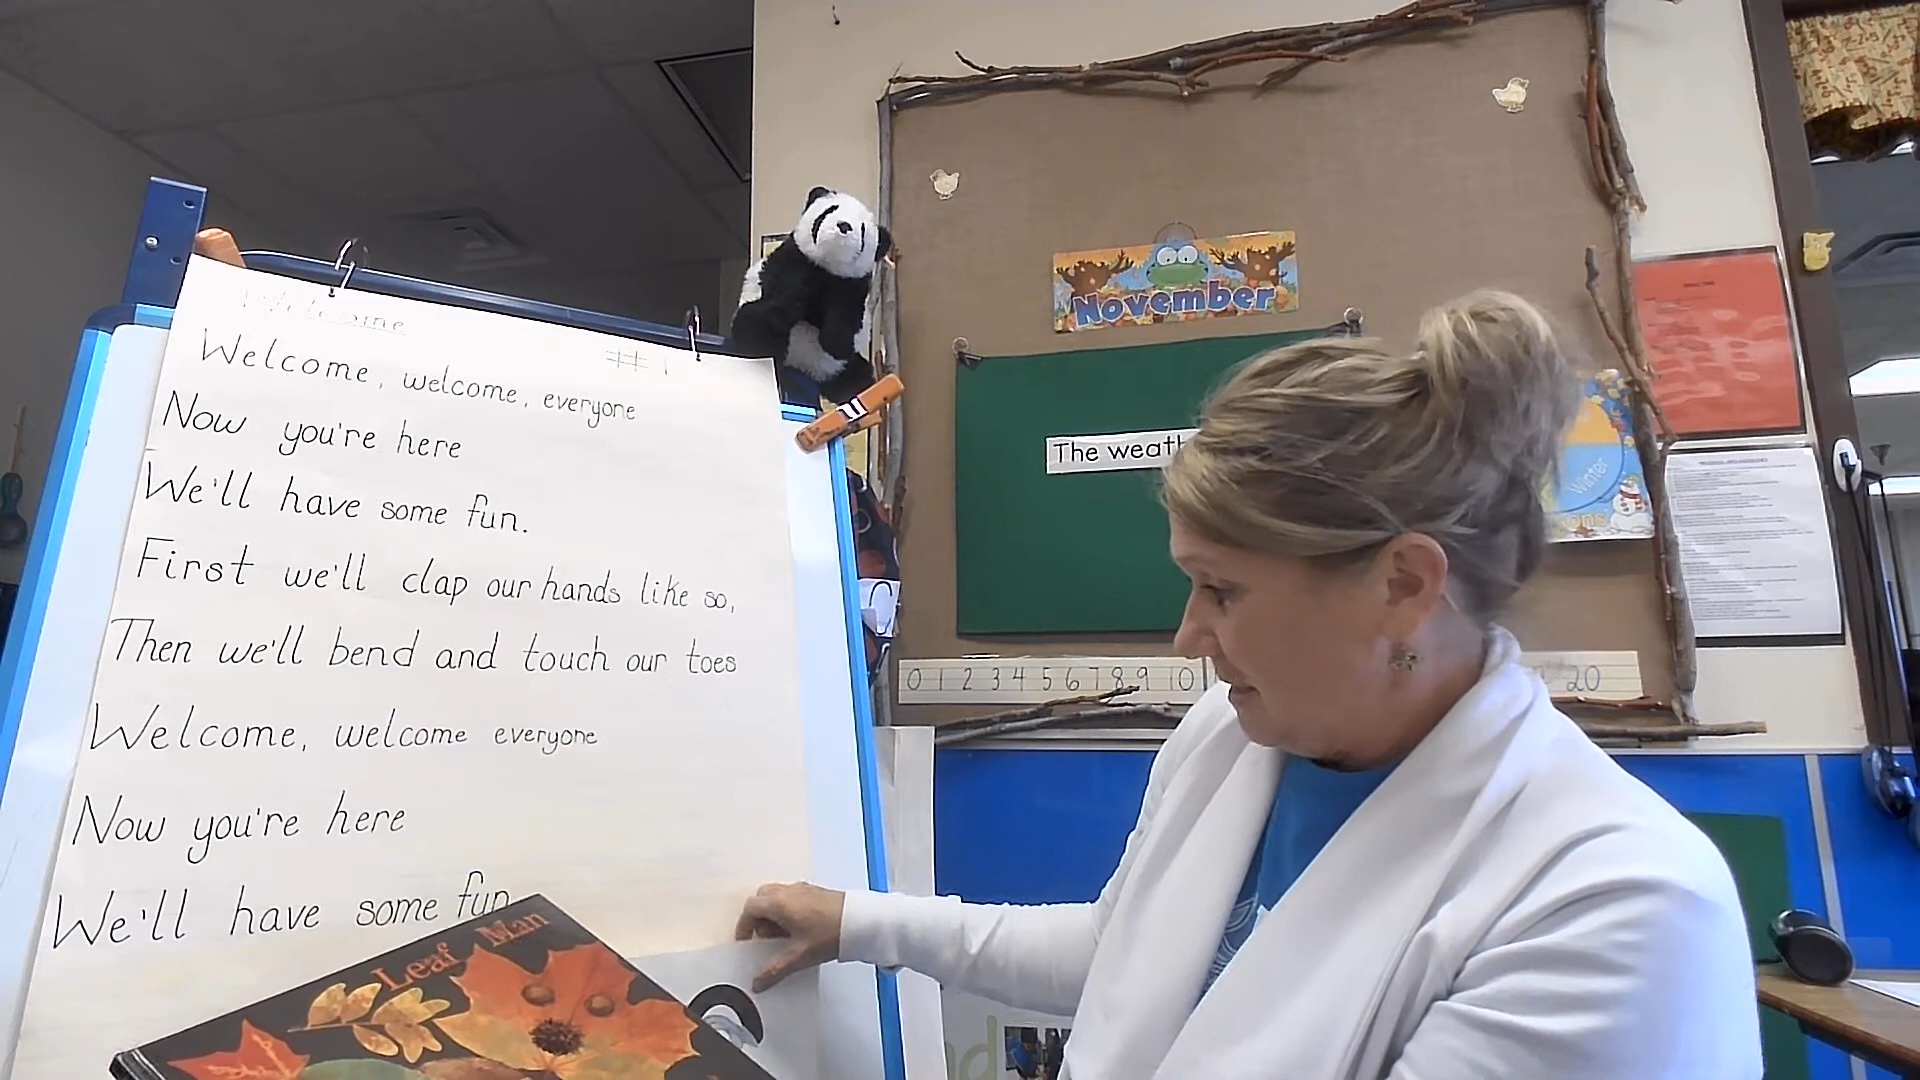 Welcome
#1
Welcome, welcome, everyone
Now you're here
We'll have some fun.
First we'll clap our hands like so,
Then we'll bend and touch our toes
Welcome, welcome everyone
Now you're here
We'll have some fun
Leaf Man
November
The weat
Winter
0 1 2 3 4 5 6 7 8 9 10
20